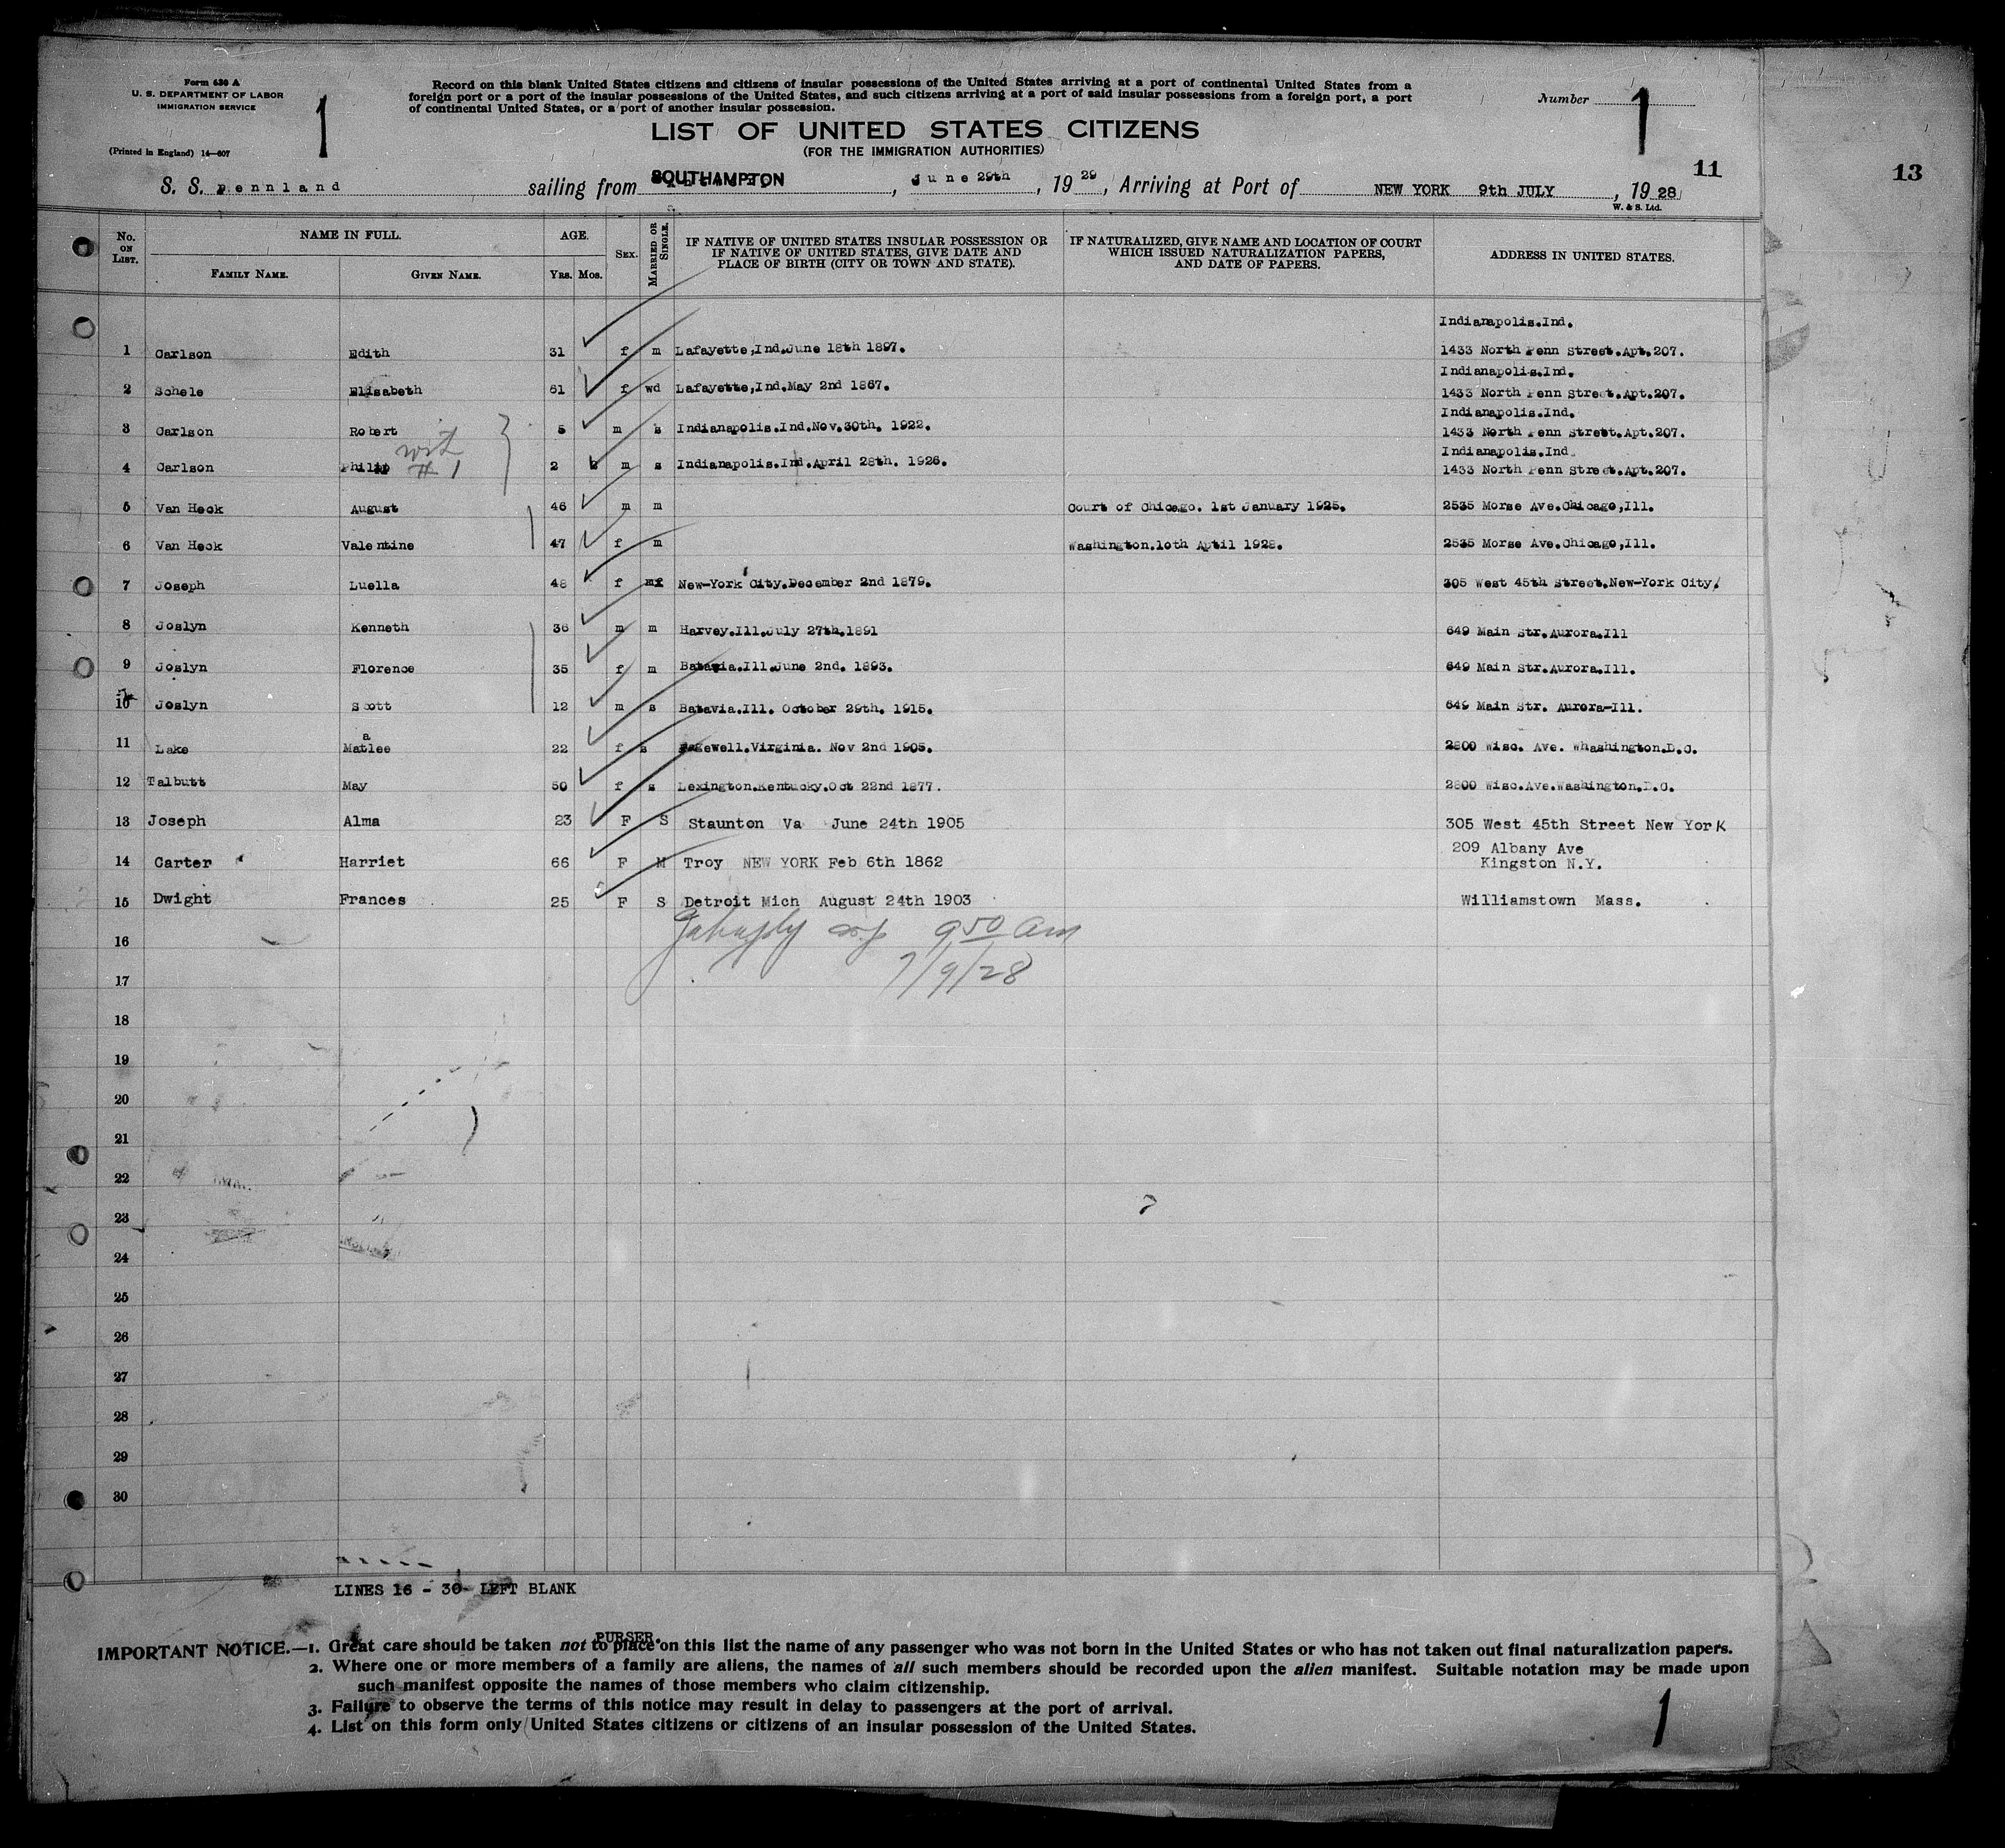 Form 630 A
U. S. DEPARTMENT OF LABOR
IMMIGRATION SERVICE
(Printed in England) 14—607
1
Record on this blank United States citizens and citizens of insular possessions of the United States arriving at a port of continental United States from a
foreign port or a port of the insular possessions of the United States, and such citizens arriving at a port of said insular possessions from a foreign port, a port
of continental United States, or a port of another insular possession.
Number 1
LIST OF UNITED STATES CITIZENS
(FOR THE IMMIGRATION AUTHORITIES)
11
13
S. S. Pennland sailing from SOUTHAMPTON, June 29th, 19 29, Arriving at Port of NEW YORK 9th JULY, 19 28
W. & S. Ltd.
No. ON LIST. NAME IN FULL. AGE. SEX. MARRIED OR SINGLE. IF NATIVE OF UNITED STATES INSULAR POSSESSION OR IF NATIVE OF UNITED STATES, GIVE DATE AND PLACE OF BIRTH (CITY OR TOWN AND STATE). IF NATURALIZED, GIVE NAME AND LOCATION OF COURT WHICH ISSUED NATURALIZATION PAPERS, AND DATE OF PAPERS. ADDRESS IN UNITED STATES.
FAMILY NAME. GIVEN NAME. YRS. MOS.
Indianapolis.Ind.
1 Carlson Edith 31 f m Lafayette,Ind.June 18th 1897. 1433 North Penn Street.Apt.207.
Indianapolis.Ind.
2 Schele Elisabeth 61 f wd Lafayette,Ind.May 2nd 1867. 1433 North Penn Street.Apt.207.
Indianapolis.Ind.
3 Carlson Robert 5 m s Indianapolis.Ind.Nov.30th. 1922. 1433 North Penn Street.Apt.207.
with # 1
Indianapolis.Ind.
4 Carlson Philip 2 m s Indianapolis.Ind.April 28th. 1926. 1433 North Penn Street.Apt.207.
5 Van Heck August 46 m m Court of Chicago. 1st January 1925. 2535 Morse Ave.Chicago,Ill.
6 Van Heck Valentine 47 f m Washington.10th April 1928. 2535 Morse Ave.Chicago,Ill.
7 Joseph Luella 48 f mf New-York City.December 2nd 1879. 305 West 45th Street.New-York City.
8 Joslyn Kenneth 36 m m Harvey.Ill.July 27th.1891 649 Main Str.Aurora.Ill
9 Joslyn Florence 35 f m Batavia.Ill.June 2nd. 1893. 649 Main Str.Aurora.Ill.
10 Joslyn Scott 12 m s Batavia.Ill. October 29th. 1915. 649 Main Str. Aurora-Ill.
a
11 Lake Matlee 22 f s Virginia. Nov 2nd 1905. 2800 Wisc. Ave. Whashington.D.C.
12 Talbutt May 50 f s Lexington.Kentucky.Oct 22nd 1877. 2800 Wisc.Ave.Washington.D.C.
13 Joseph Alma 23 F S Staunton Va June 24th 1905 305 West 45th Street New York
209 Albany Ave
14 Carter Harriet 66 F M Troy NEW YORK Feb 6th 1862 Kingston N.Y.
15 Dwight Frances 25 F S Detroit Mich August 24th 1903 Williamstown Mass.
16 9 50 am
17 7/9/28
18
19
20
21
22
23
24
25
26
27
28
29
30
LINES 16 - 30 LEFT BLANK
PURSER.
IMPORTANT NOTICE.—1. Great care should be taken not to place on this list the name of any passenger who was not born in the United States or who has not taken out final naturalization papers.
2. Where one or more members of a family are aliens, the names of all such members should be recorded upon the alien manifest. Suitable notation may be made upon
such manifest opposite the names of those members who claim citizenship.
3. Failure to observe the terms of this notice may result in delay to passengers at the port of arrival.
4. List on this form only United States citizens or citizens of an insular possession of the United States.
1